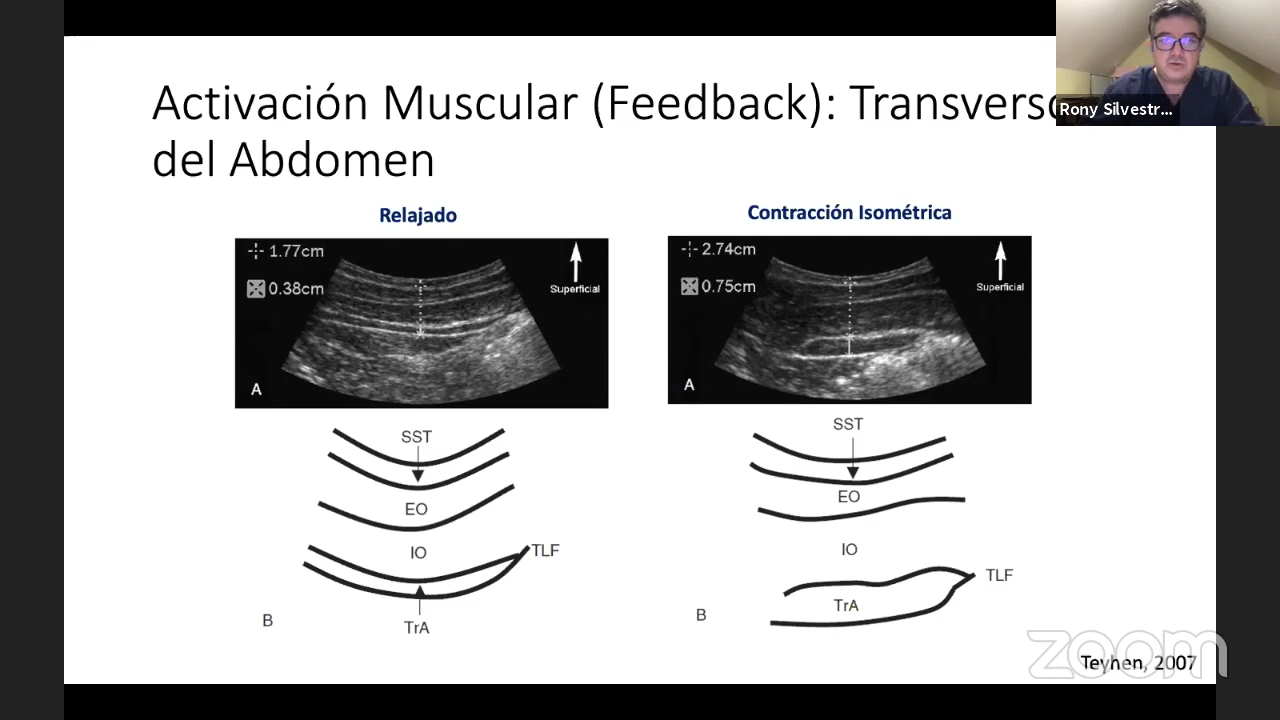 Activación Muscular (Feedback): Transverso
del Abdomen
Rony Silvestr...
Relajado
Contracción Isométrica
1.77cm
0.38cm
Superficial
A
2.74cm
0.75cm
Superficial
A
SST
EO
IO
TLF
TrA
B
SST
EO
IO
TLF
TrA
B
zoom
Teyhen, 2007